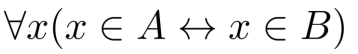 ∀x(x ∈ A ↔ x ∈ B)